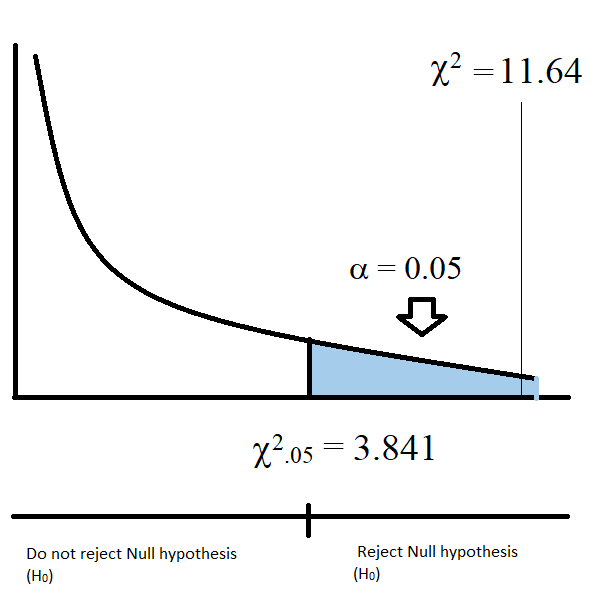 χ² = 11.64
α = 0.05
χ².₀₅ = 3.841
Do not reject Null hypothesis
(H₀)
Reject Null hypothesis
(H₀)